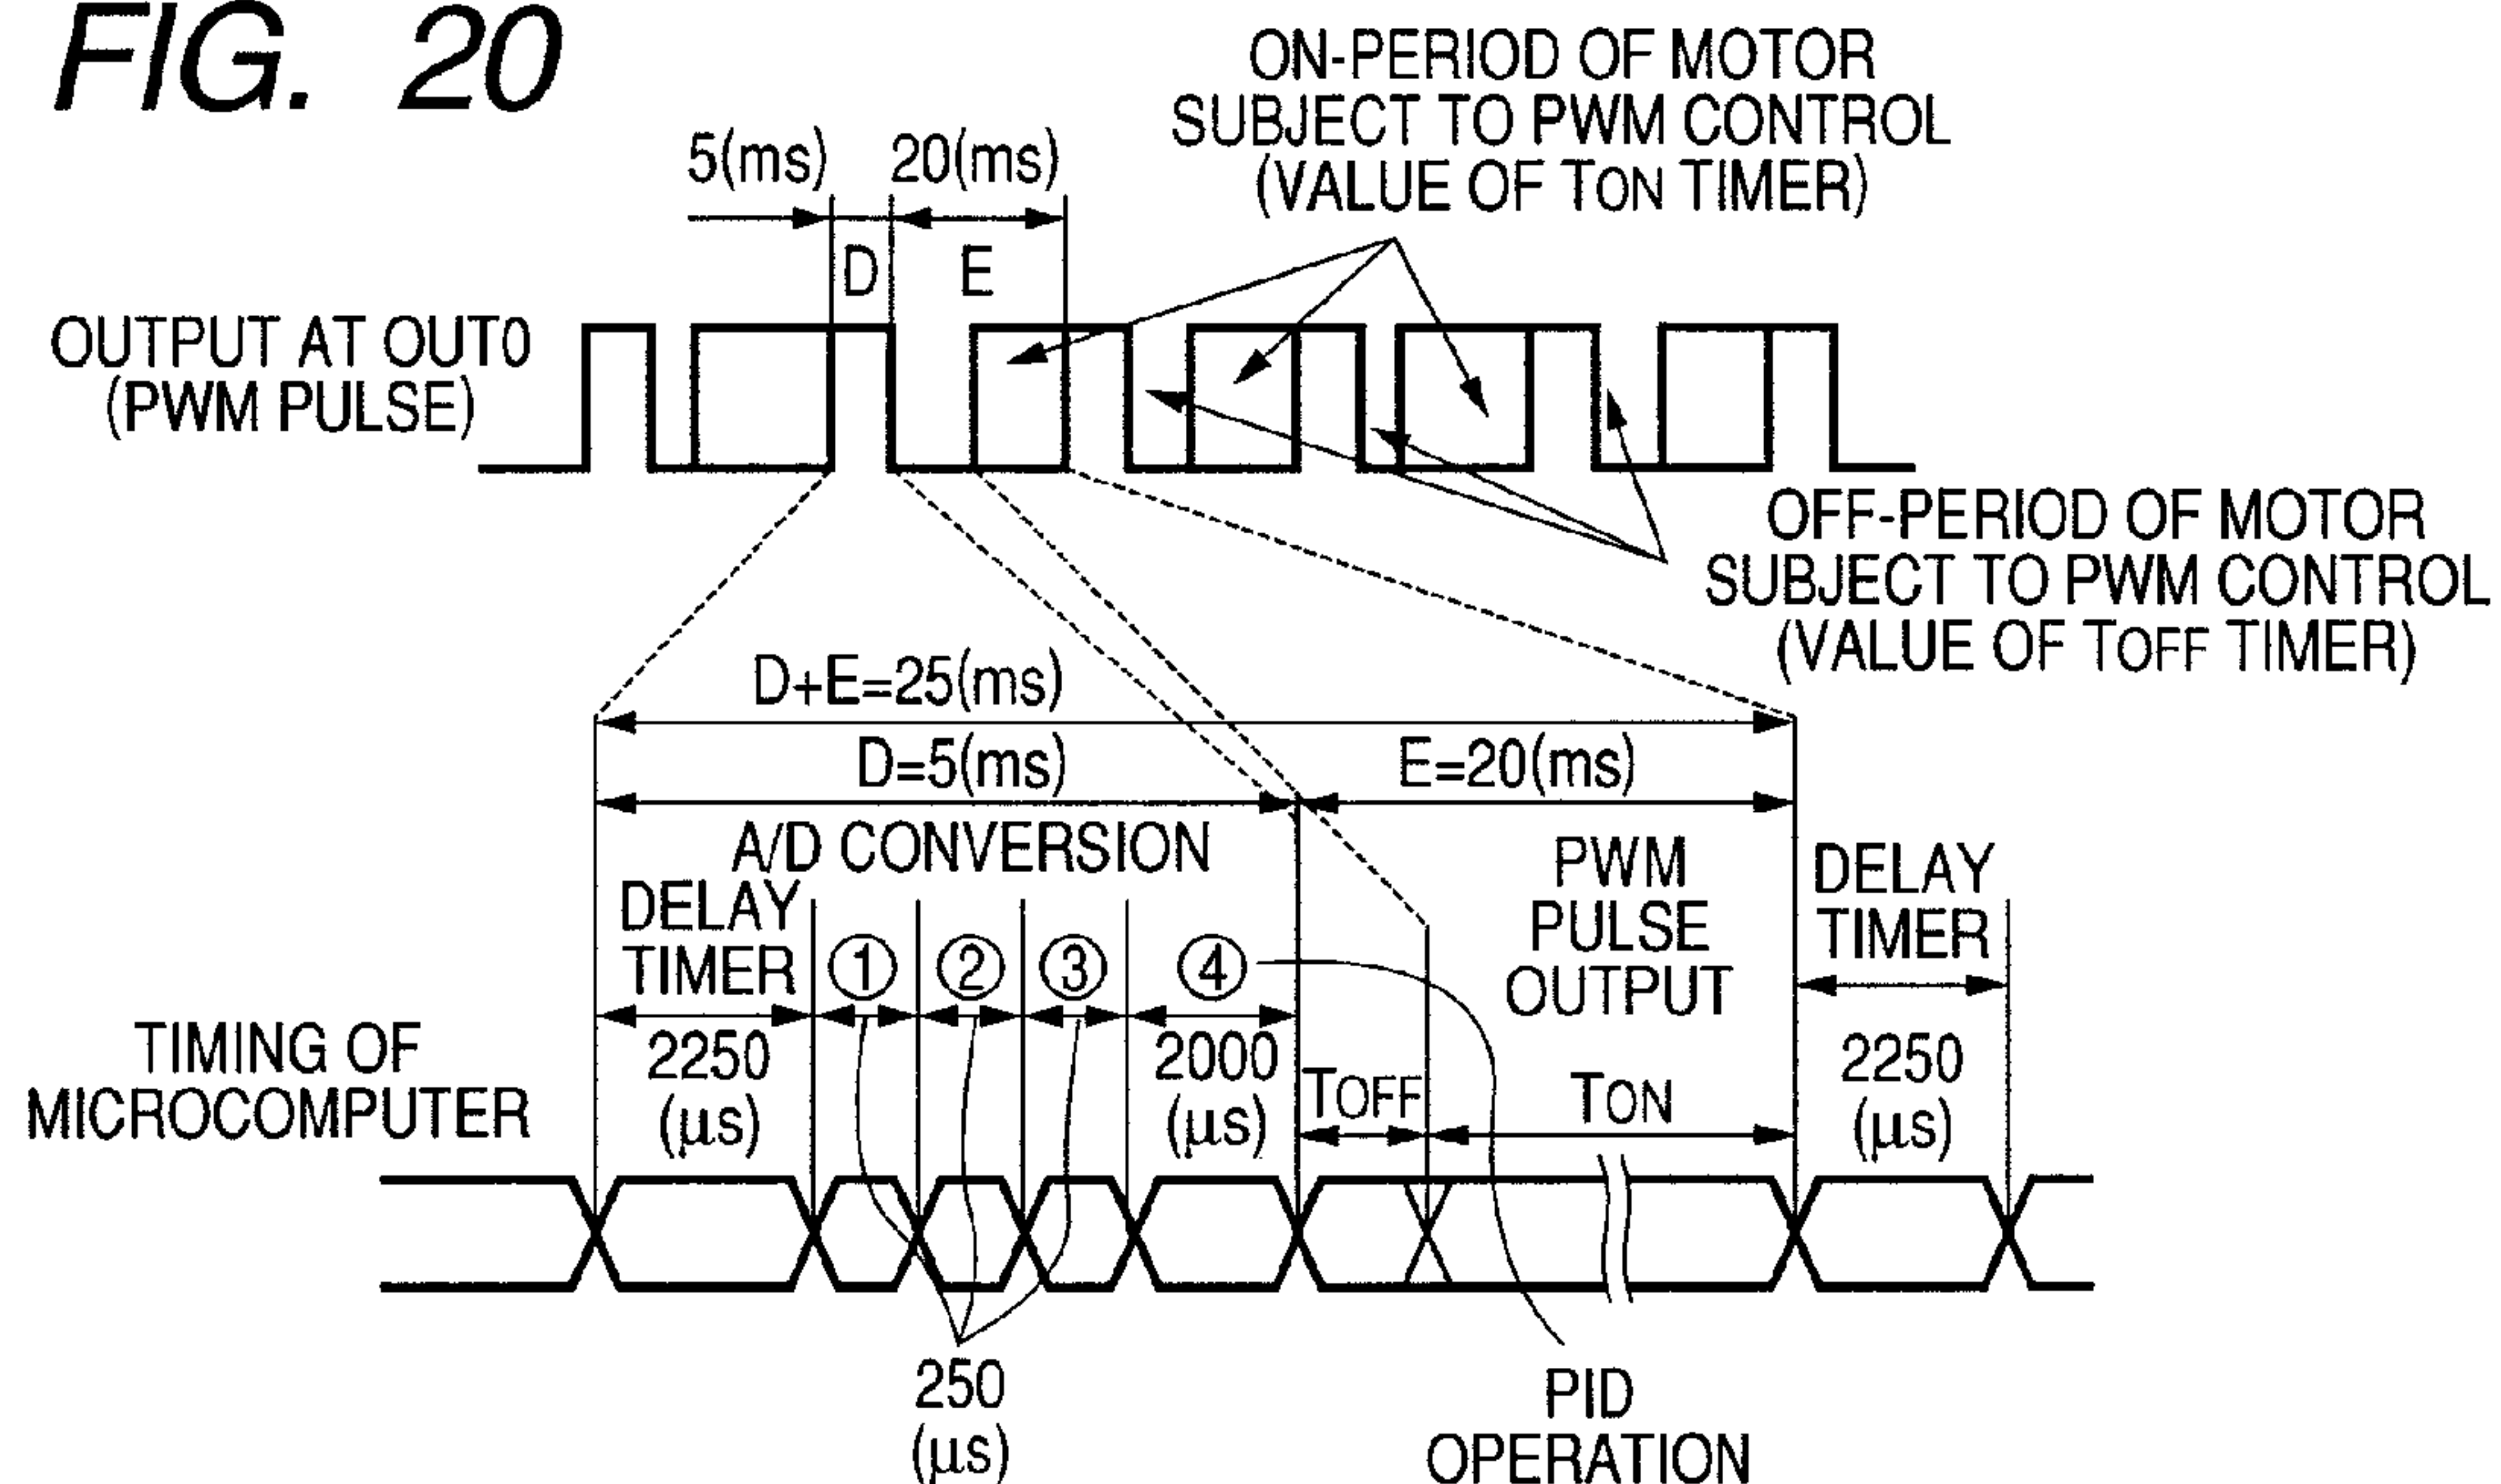 FIG. 20
ON-PERIOD OF MOTOR
SUBJECT TO PWM CONTROL
(VALUE OF TON TIMER)
5(ms) 20(ms)
D E
OUTPUT AT OUT0
(PWM PULSE)
OFF-PERIOD OF MOTOR
SUBJECT TO PWM CONTROL
(VALUE OF TOFF TIMER)
D+E=25(ms)
D=5(ms) E=20(ms)
A/D CONVERSION
DELAY
TIMER
① ② ③ ④
PWM
PULSE
OUTPUT
DELAY
TIMER
TIMING OF
MICROCOMPUTER
2250
(μs)
2000
(μs)
TOFF TON
2250
(μs)
250
(μs)
PID
OPERATION